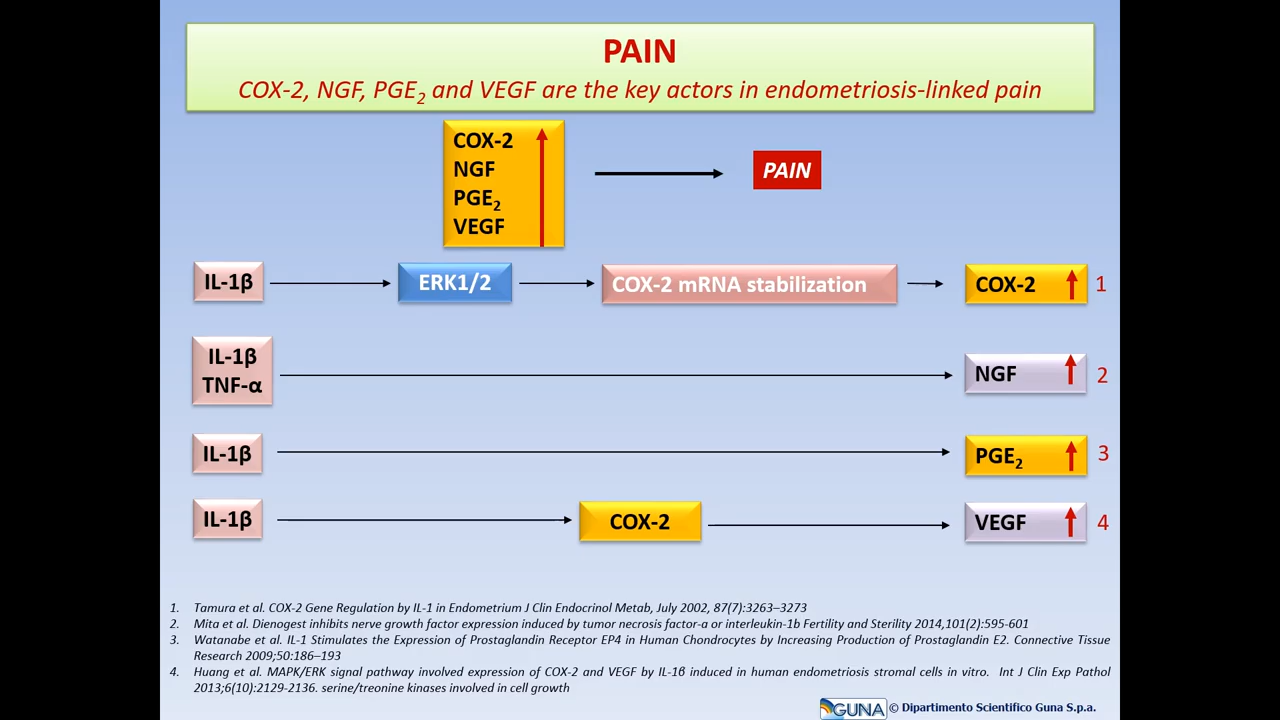 PAIN
COX-2, NGF, PGE2 and VEGF are the key actors in endometriosis-linked pain
COX-2
NGF
PGE2
VEGF
PAIN
IL-1β
ERK1/2
COX-2 mRNA stabilization
COX-2
1
IL-1β
TNF-α
NGF
2
IL-1β
PGE2
3
IL-1β
COX-2
VEGF
4
1. Tamura et al. COX-2 Gene Regulation by IL-1 in Endometrium J Clin Endocrinol Metab, July 2002, 87(7):3263–3273
2. Mita et al. Dienogest inhibits nerve growth factor expression induced by tumor necrosis factor-α or interleukin-1b Fertility and Sterility 2014,101(2):595-601
3. Watanabe et al. IL-1 Stimulates the Expression of Prostaglandin Receptor EP4 in Human Chondrocytes by Increasing Production of Prostaglandin E2. Connective Tissue
Research 2009;50:186–193
4. Huang et al. MAPK/ERK signal pathway involved expression of COX-2 and VEGF by IL-1β induced in human endometriosis stromal cells in vitro. Int J Clin Exp Pathol
2013;6(10):2129-2136. serine/treonine kinases involved in cell growth
GUNA © Dipartimento Scientifico Guna S.p.a.